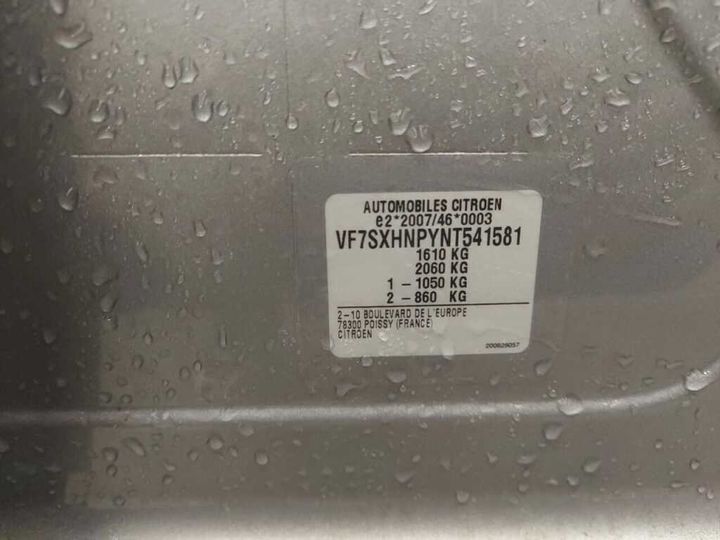 AUTOMOBILES CITROEN
e2*2007/46*0003
VF7SXHNPYNT541581
1610 KG
2060 KG
1 - 1050 KG
2 - 860 KG
2-10 BOULEVARD DE L'EUROPE
78300 POISSY (FRANCE)
CITROEN
200829057